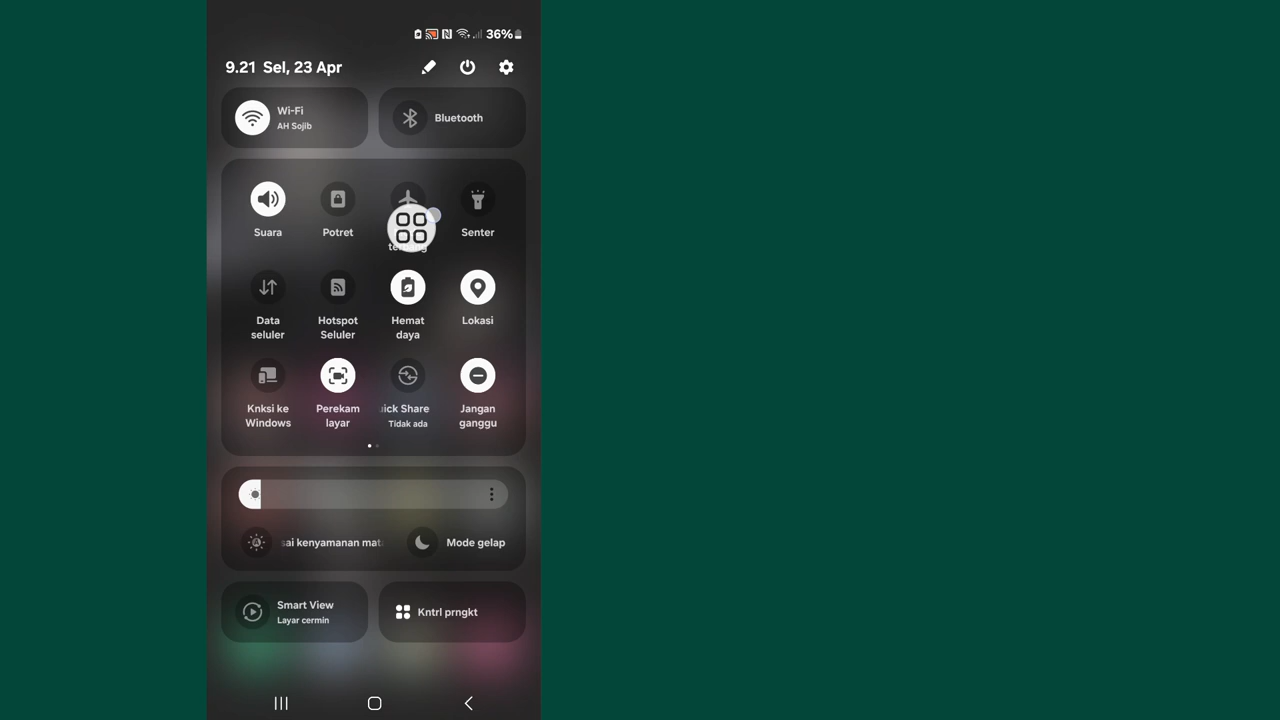 36%
9.21 Sel, 23 Apr
Wi-Fi
AH Sojib
Bluetooth
Suara
Potret
Senter
Data
seluler
Hotspot
Seluler
Hemat
daya
Lokasi
Knksi ke
Windows
Perekam
layar
ick Share
Tidak ada
Jangan
ganggu
sai kenyamanan mat
Mode gelap
Smart View
Layar cermin
Kntrl prngkt